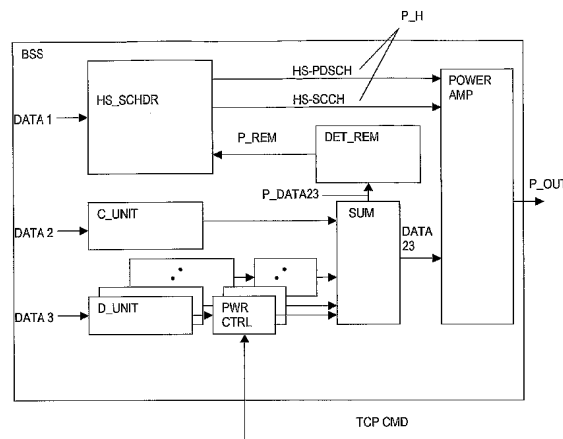 P_H
BSS
HS-PDSCH
POWER
AMP
HS_SCHDR
HS-SCCH
DATA 1
P_REM
DET_REM
P_OUT
P_DATA23
C_UNIT
SUM
DATA
23
DATA 2
DATA 3
D_UNIT
PWR
CTRL
TCP CMD